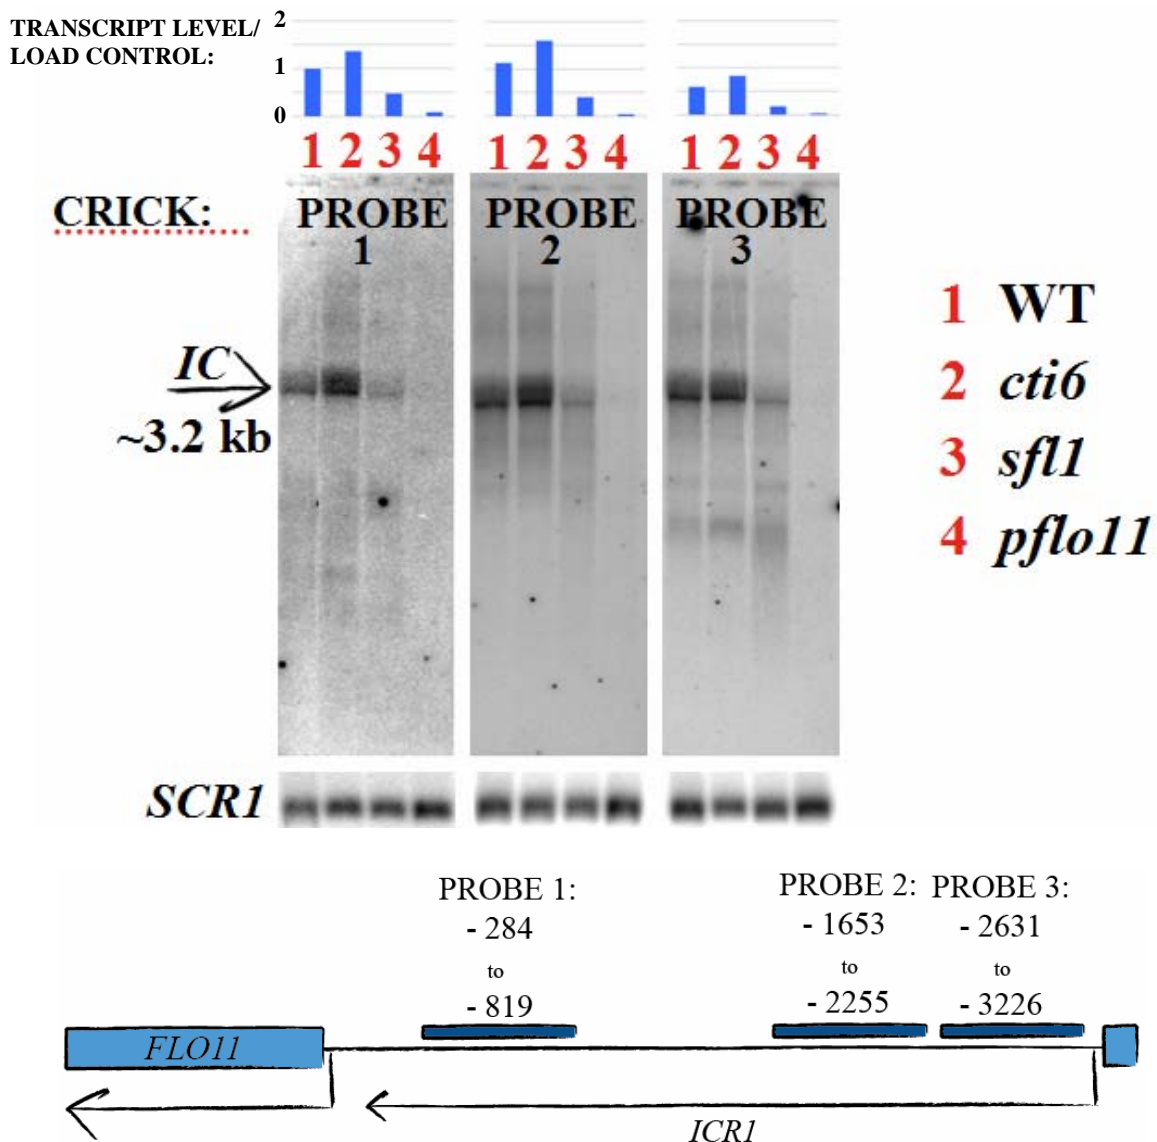 TRANSCRIPT LEVEL/
LOAD CONTROL:
2
1
0
1 2 3 4
1 2 3 4
1 2 3 4
CRICK:
PROBE
1
PROBE
2
PROBE
3
IC
~3.2 kb
1 WT
2 cti6
3 sfl1
4 pflo11
SCR1
PROBE 1:
- 284
to
- 819
PROBE 2:
- 1653
to
- 2255
PROBE 3:
- 2631
to
- 3226
FLO11
ICR1